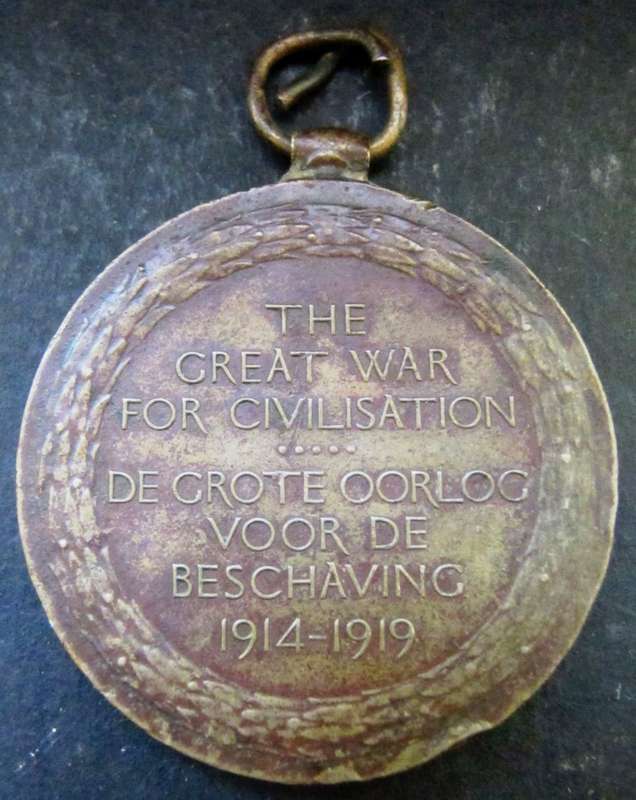 THE
GREAT WAR
FOR CIVILISATION
.....
DE GROTE OORLOG
VOOR DE
BESCHAVING
1914-1919